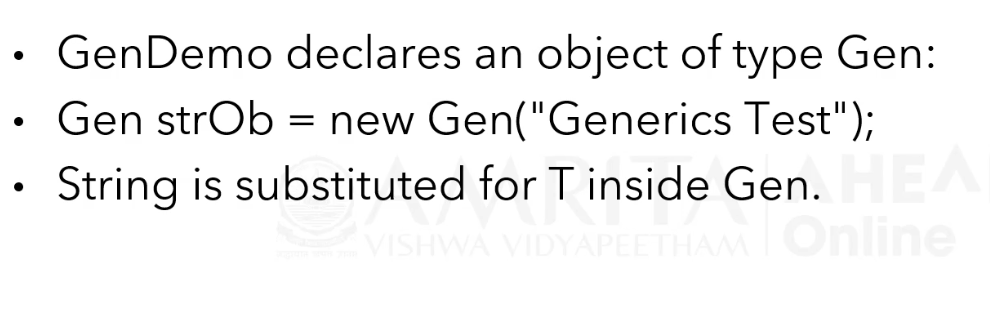 • GenDemo declares an object of type Gen:
• Gen strOb = new Gen("Generics Test");
• String is substituted for T inside Gen.
AMRITA
VISHWA VIDYAPEETHAM
AHEAD
Online